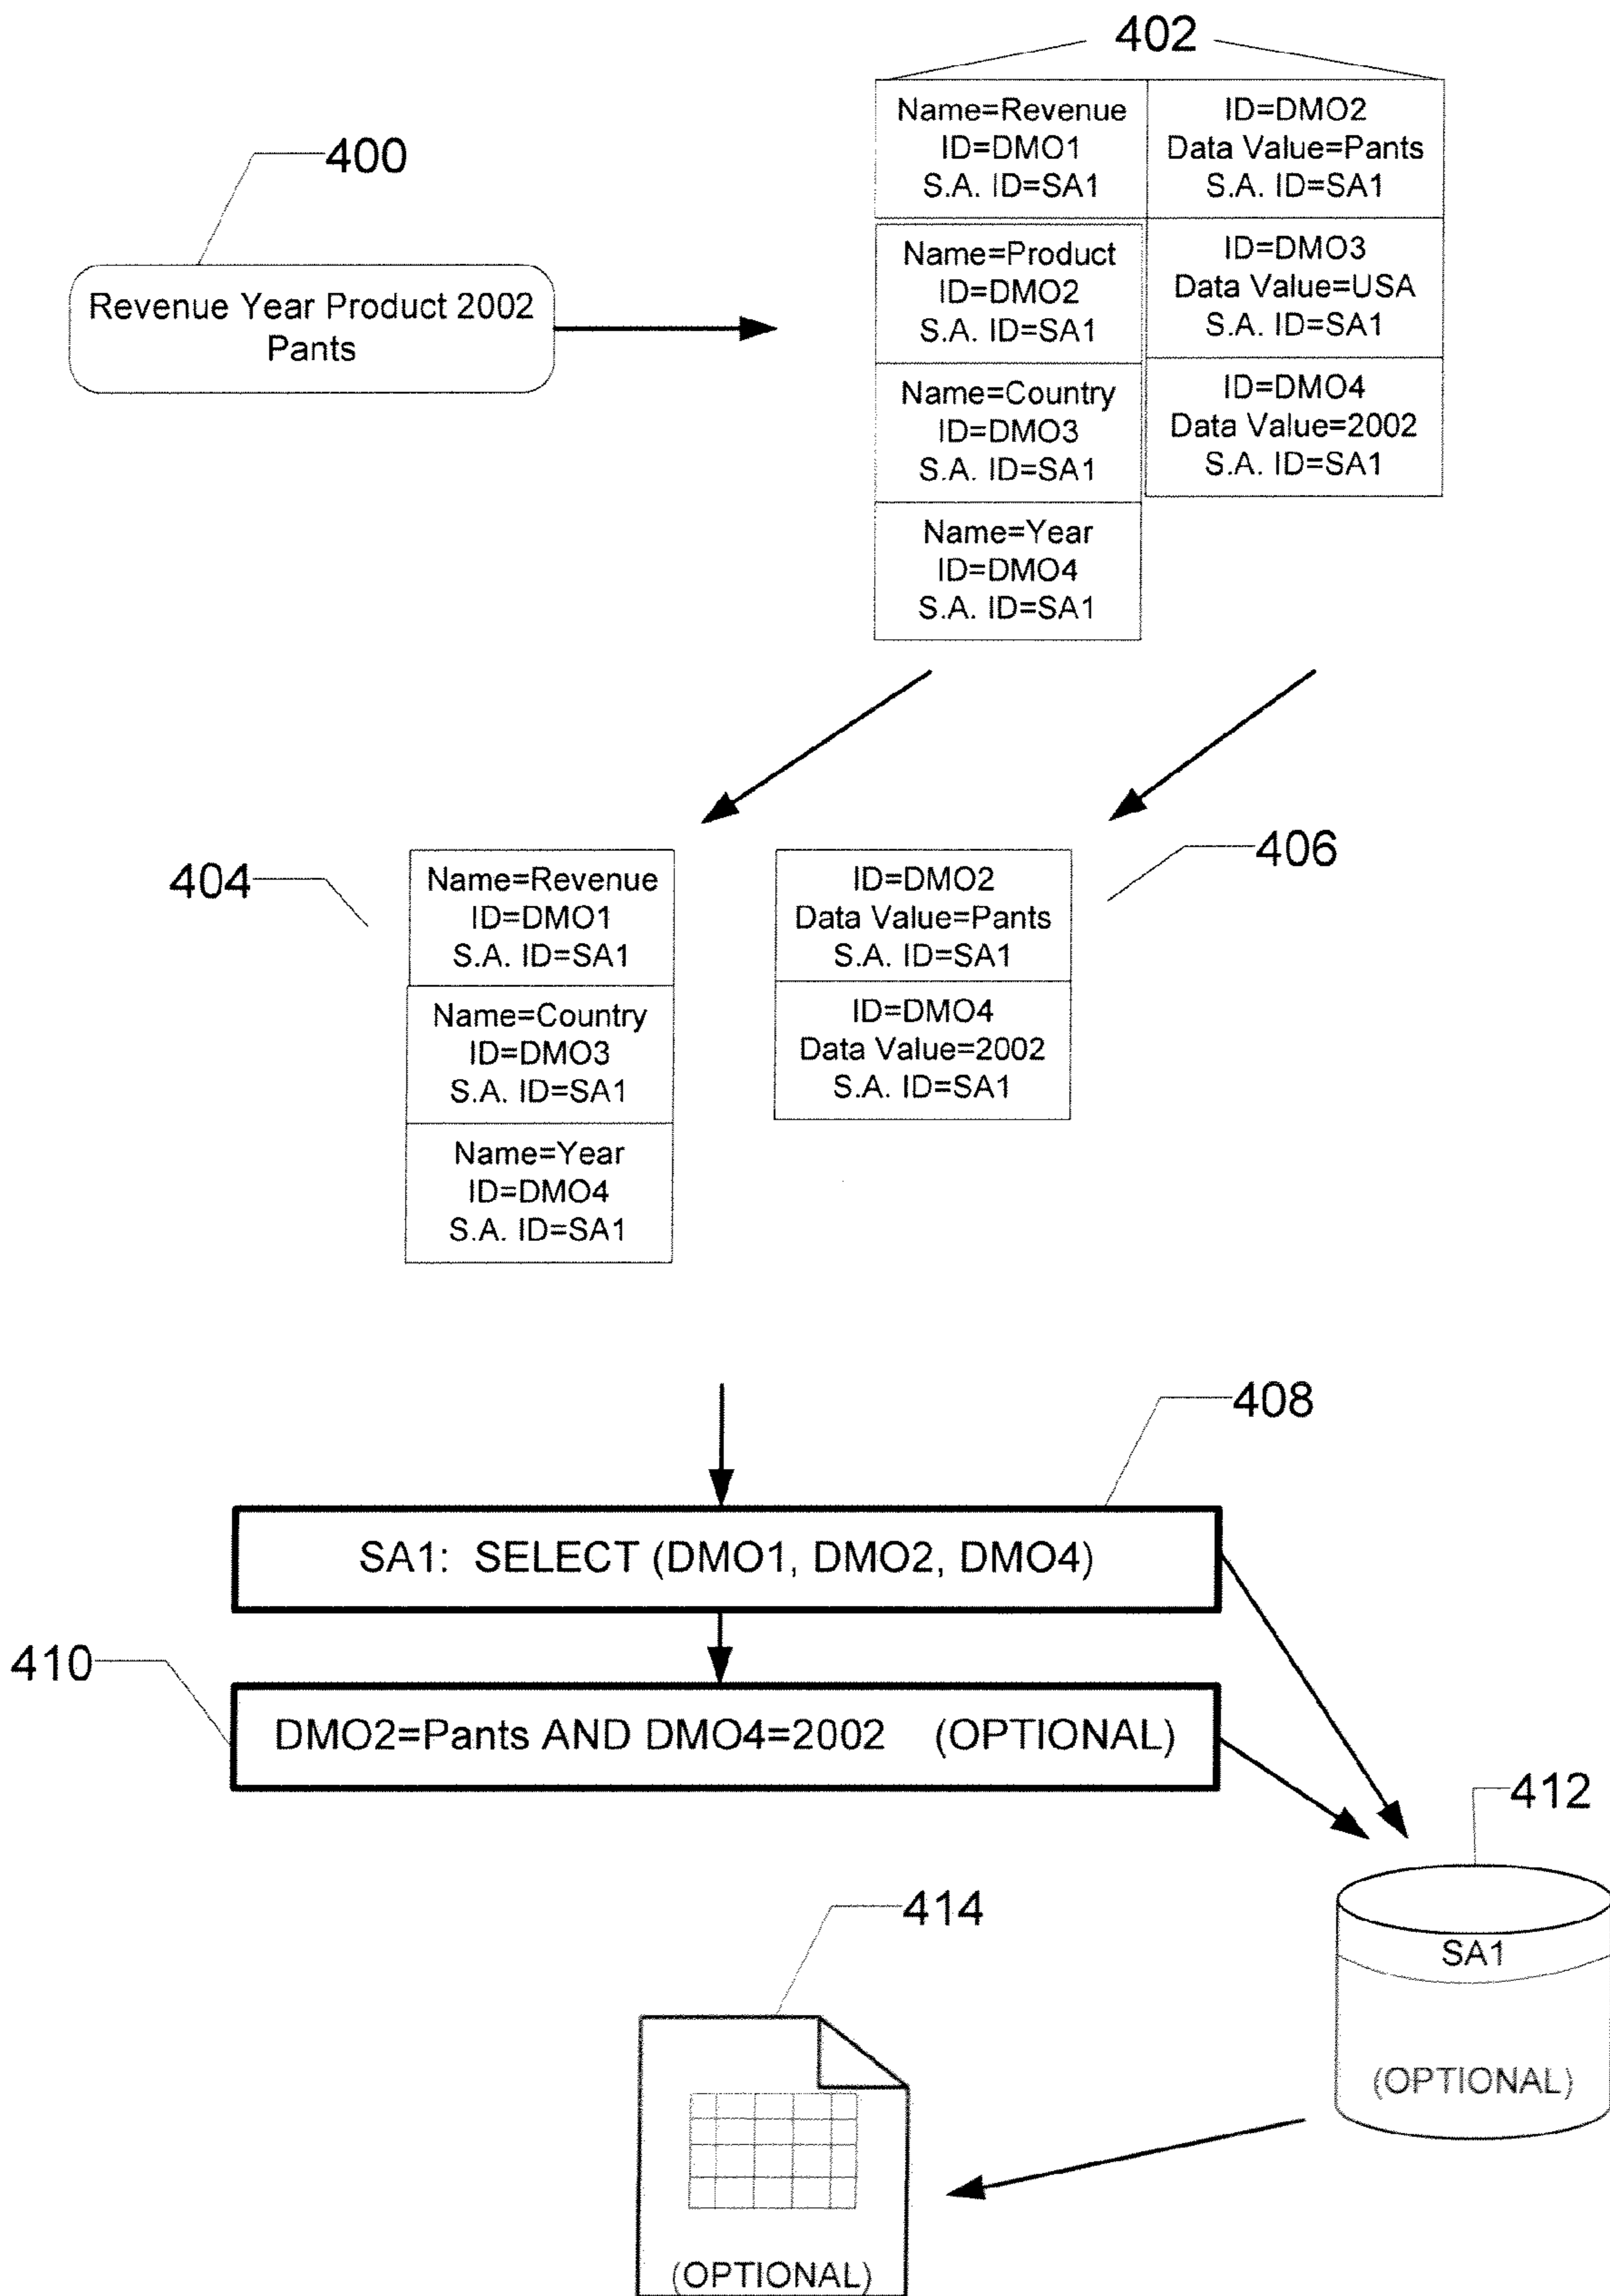 402
Name=Revenue
ID=DMO1
S.A. ID=SA1
ID=DMO2
Data Value=Pants
S.A. ID=SA1
400
Revenue Year Product 2002
Pants
Name=Product
ID=DMO2
S.A. ID=SA1
ID=DMO3
Data Value=USA
S.A. ID=SA1
Name=Country
ID=DMO3
S.A. ID=SA1
ID=DMO4
Data Value=2002
S.A. ID=SA1
Name=Year
ID=DMO4
S.A. ID=SA1
404
Name=Revenue
ID=DMO1
S.A. ID=SA1
Name=Country
ID=DMO3
S.A. ID=SA1
Name=Year
ID=DMO4
S.A. ID=SA1
ID=DMO2
Data Value=Pants
S.A. ID=SA1
ID=DMO4
Data Value=2002
S.A. ID=SA1
406
408
SA1: SELECT (DMO1, DMO2, DMO4)
410
DMO2=Pants AND DMO4=2002 (OPTIONAL)
412
SA1
(OPTIONAL)
414
(OPTIONAL)